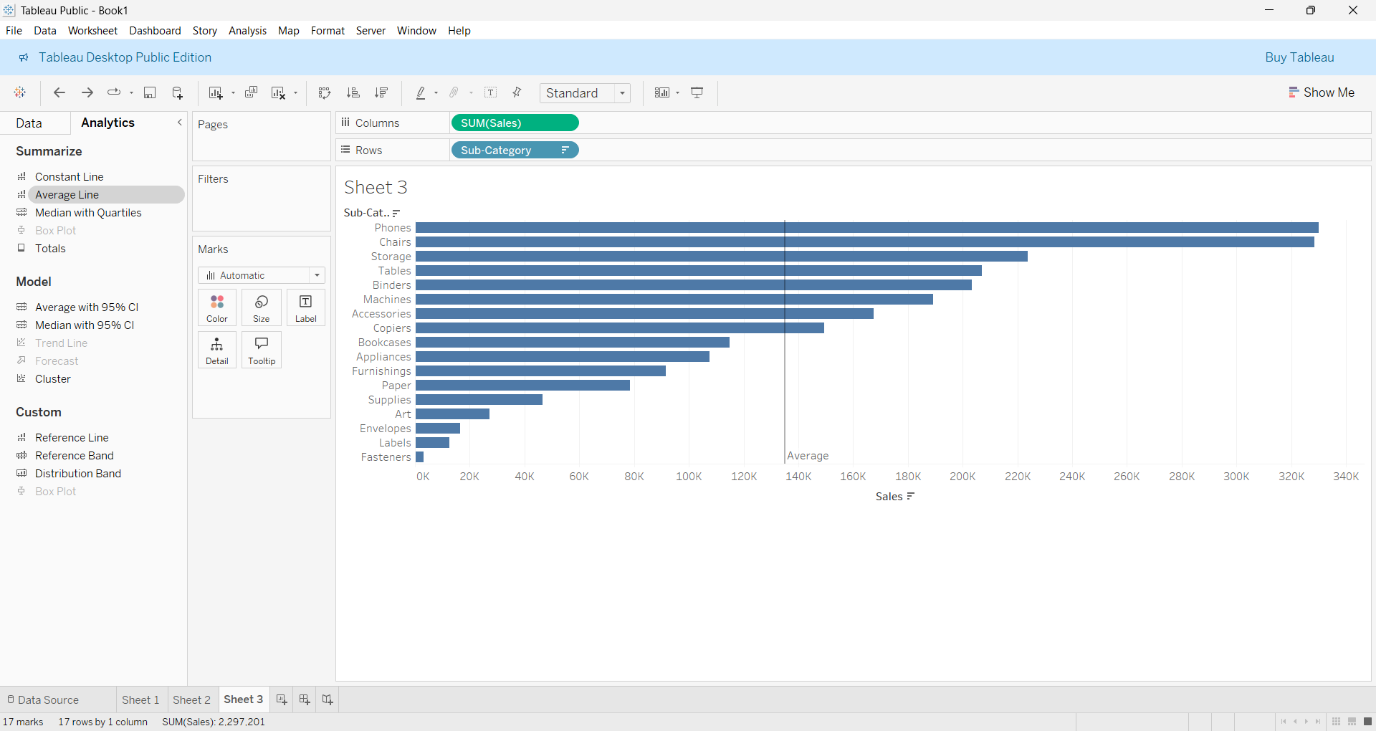 Tableau Public - Book1
File Data Worksheet Dashboard Story Analysis Map Format Server Window Help
Tableau Desktop Public Edition Buy Tableau
Standard Show Me
Data Analytics
Summarize
Constant Line
Average Line
Median with Quartiles
Box Plot
Totals
Model
Average with 95% CI
Median with 95% CI
Trend Line
Forecast
Cluster
Custom
Reference Line
Reference Band
Distribution Band
Box Plot
Pages
Filters
Marks
Automatic
Color Size Label
Detail Tooltip
Columns SUM(Sales)
Rows Sub-Category
Sheet 3
Sub-Cat..
Phones
Chairs
Storage
Tables
Binders
Machines
Accessories
Copiers
Bookcases
Appliances
Furnishings
Paper
Supplies
Art
Envelopes
Labels
Fasteners
Average
0K 20K 40K 60K 80K 100K 120K 140K 160K 180K 200K 220K 240K 260K 280K 300K 320K 340K
Sales
Data Source Sheet 1 Sheet 2 Sheet 3
17 marks 17 rows by 1 column SUM(Sales): 2,297,201